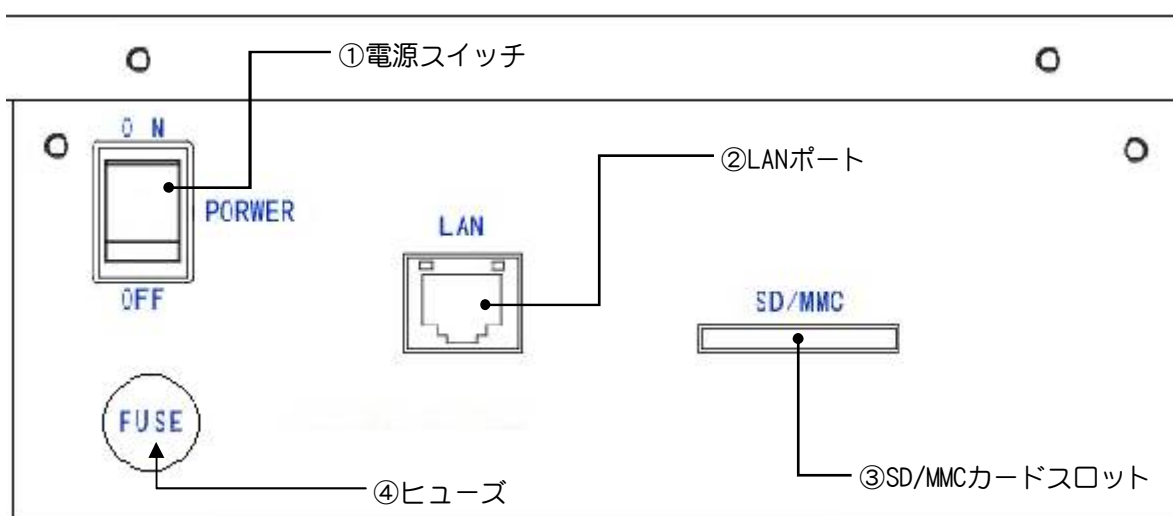 ①電源スイッチ
ON
②LANポート
PORWER
LAN
OFF
SD/MMC
FUSE
③SD/MMCカードスロット
④ヒューズ